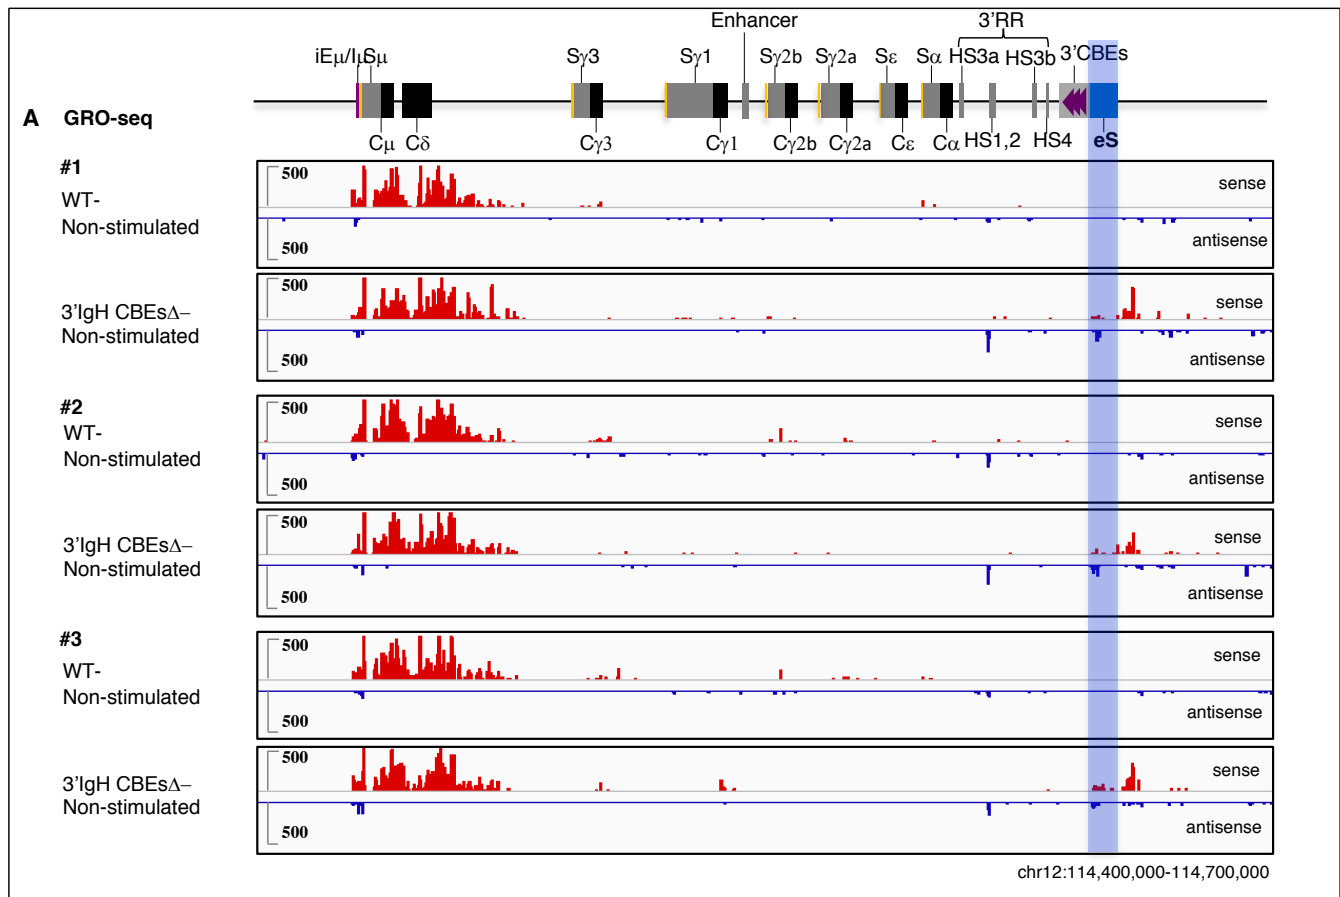 Enhancer
3'RR
iEμ/Iμ Sμ Sγ3 Sγ1 Sγ2b Sγ2a Sε Sα HS3a HS3b 3'CBEs
A GRO-seq
Cμ Cδ Cγ3 Cγ1 Cγ2b Cγ2a Cε Cα HS1,2 HS4 eS
#1
WT-
Non-stimulated
500
sense
500
antisense
3'IgH CBEsΔ–
Non-stimulated
500
sense
500
antisense
#2
WT-
Non-stimulated
500
sense
500
antisense
3'IgH CBEsΔ–
Non-stimulated
500
sense
500
antisense
#3
WT-
Non-stimulated
500
sense
500
antisense
3'IgH CBEsΔ–
Non-stimulated
500
sense
500
antisense
chr12:114,400,000-114,700,000